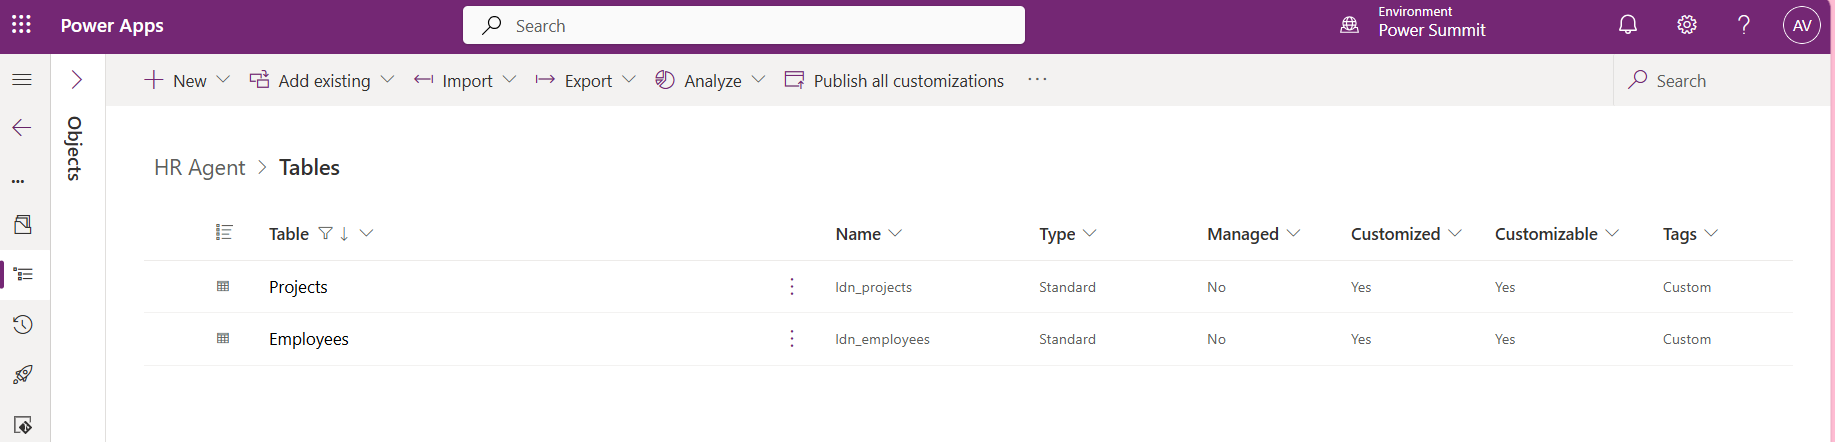 Power Apps
Search
Environment
Power Summit
?
AV
New
Add existing
Import
Export
Analyze
Publish all customizations
...
Search
...
Objects
HR Agent > Tables
Table Name Type Managed Customized Customizable Tags
Projects ldn_projects Standard No Yes Yes Custom
Employees ldn_employees Standard No Yes Yes Custom